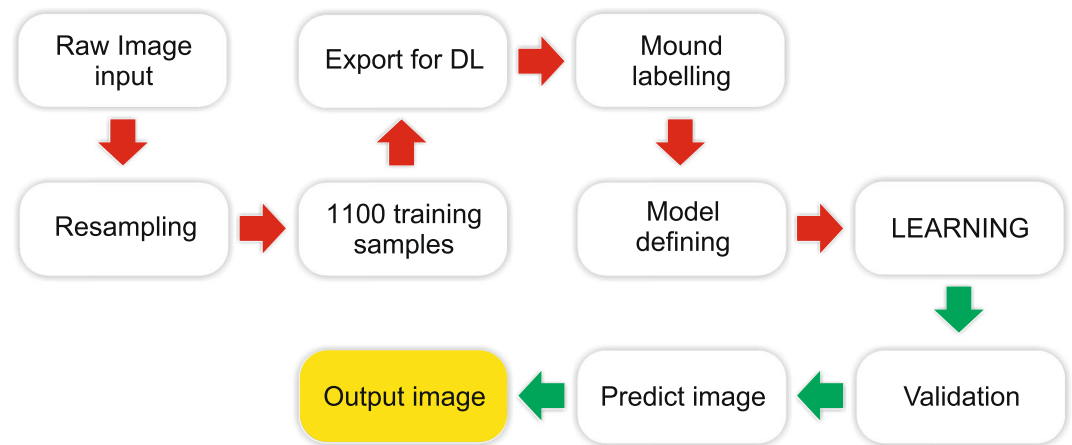 Raw Image
input
Resampling
1100 training
samples
Export for DL
Mound
labelling
Model
defining
LEARNING
Validation
Predict image
Output image